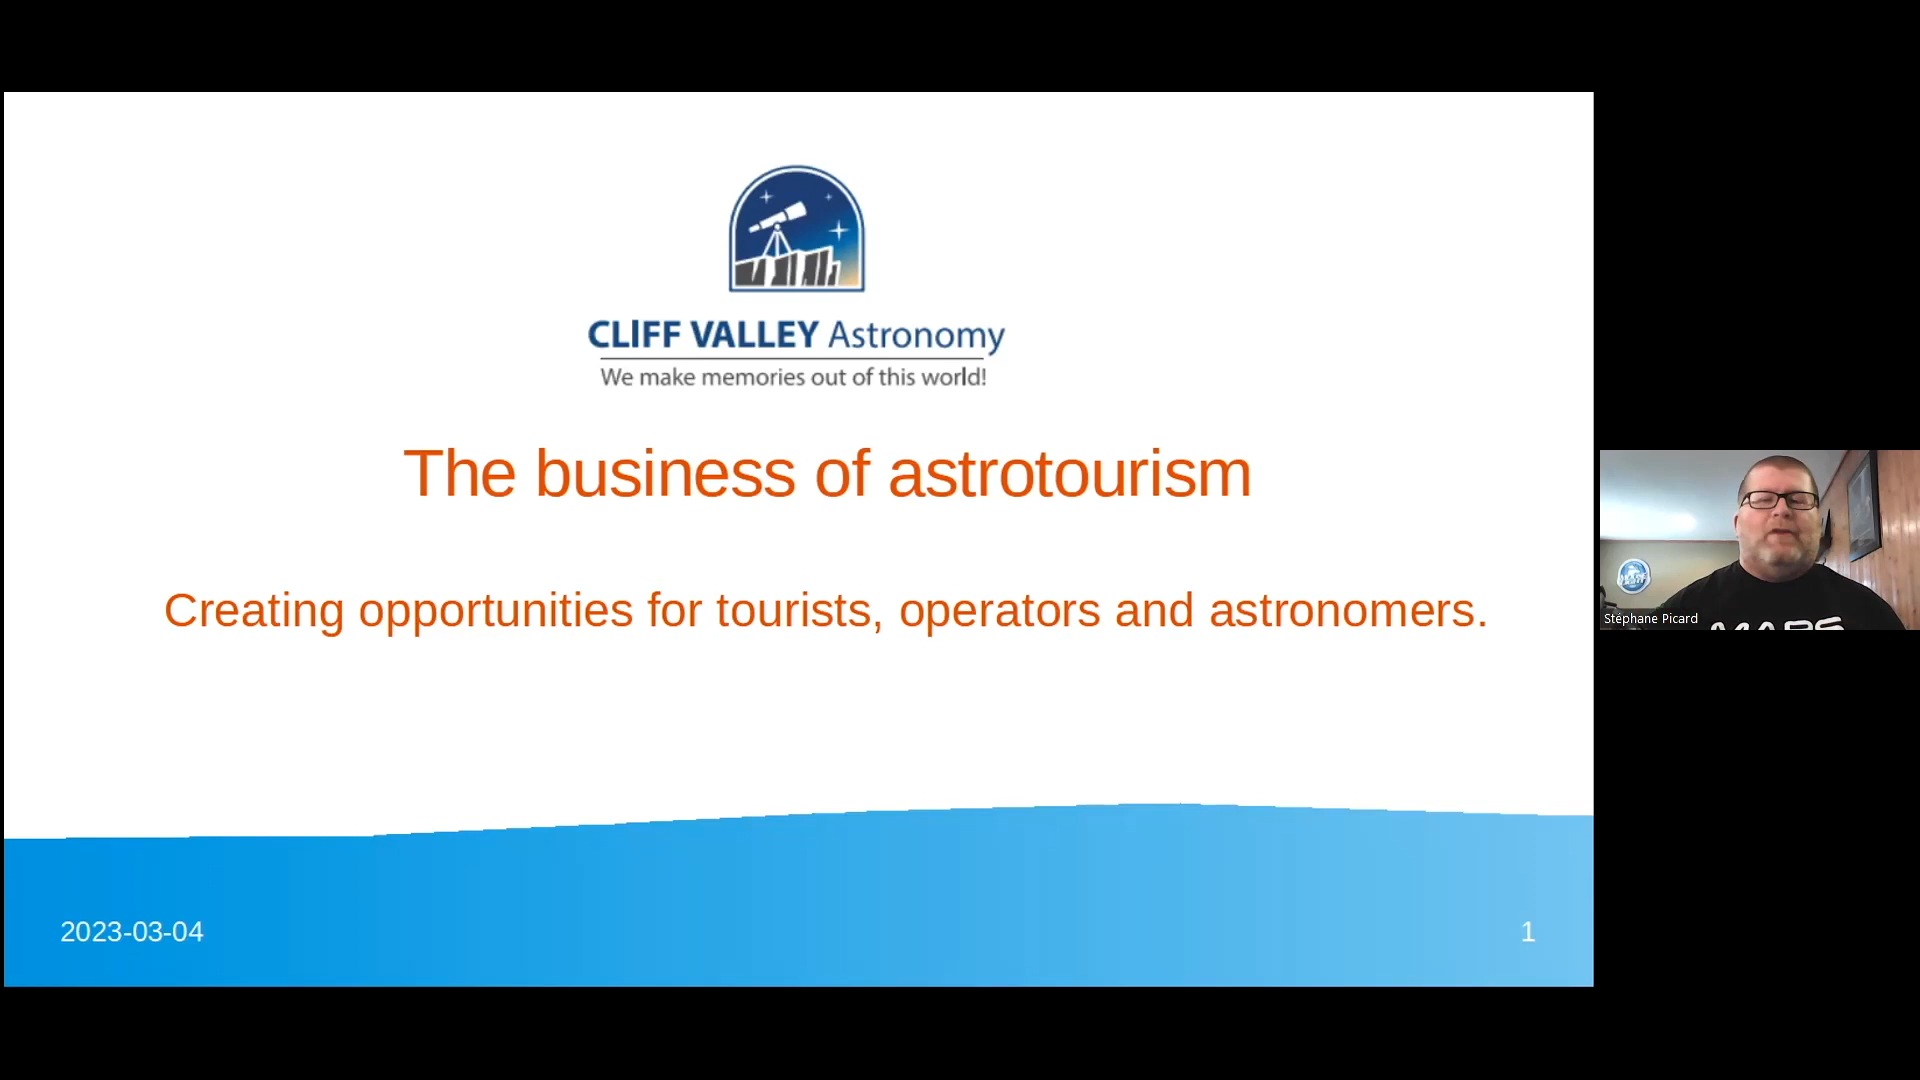 CLIFF VALLEY Astronomy
We make memories out of this world!
The business of astrotourism
Creating opportunities for tourists, operators and astronomers.
2023-03-04
1
Stéphane Picard